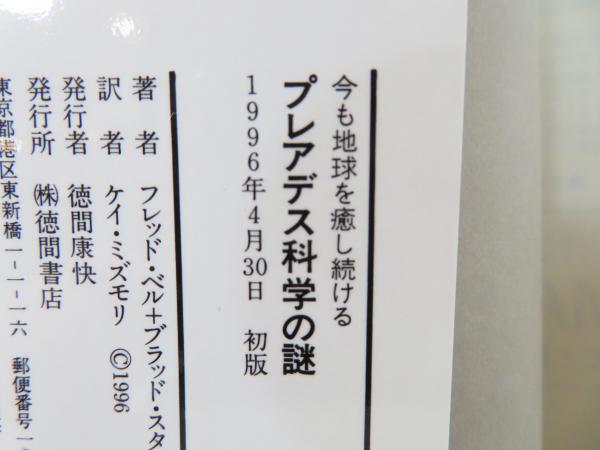 今も地球を癒し続ける
プレアデス科学の謎
1996年4月30日 初版
著者 フレッド・ベル+ブラッド・スタ
訳者 ケイ・ミズモリ ©1996
発行者 徳間康快
発行所 ㈱徳間書店
東京都港区東新橋一-一-一六 郵便番号一